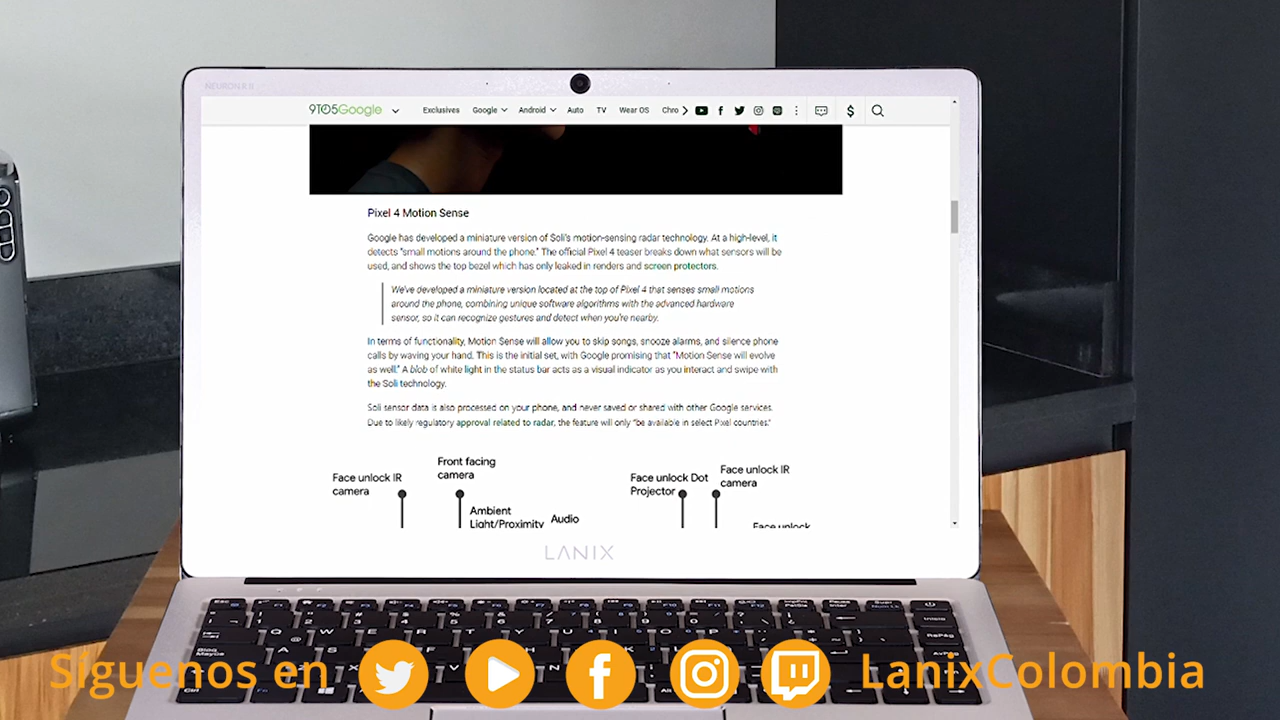 NEURON A II
9TO5Google
Exclusives Google Android Auto TV Wear OS Chro
Pixel 4 Motion Sense
Google has developed a miniature version of Soli's motion-sensing radar technology. At a high-level, it
detects "small motions around the phone." The official Pixel 4 teaser breaks down what sensors will be
used, and shows the top bezel which has only leaked in renders and screen protectors.
We've developed a miniature version located at the top of Pixel 4 that senses small motions
around the phone, combining unique software algorithms with the advanced hardware
sensor, so it can recognize gestures and detect when you're nearby.
In terms of functionality, Motion Sense will allow you to skip songs, snooze alarms, and silence phone
calls by waving your hand. This is the initial set, with Google promising that "Motion Sense will evolve
as well." A blob of white light in the status bar acts as a visual indicator as you interact and swipe with
the Soli technology.
Soli sensor data is also processed on your phone, and never saved or shared with other Google services.
Due to likely regulatory approval related to radar, the feature will only "be available in select Pixel countries."
Face unlock IR
camera
Front facing
camera
Ambient
Light/Proximity
Audio
Face unlock Dot
Projector
Face unlock IR
camera
Face unlock
LANIX
Síguenos en LanixColombia